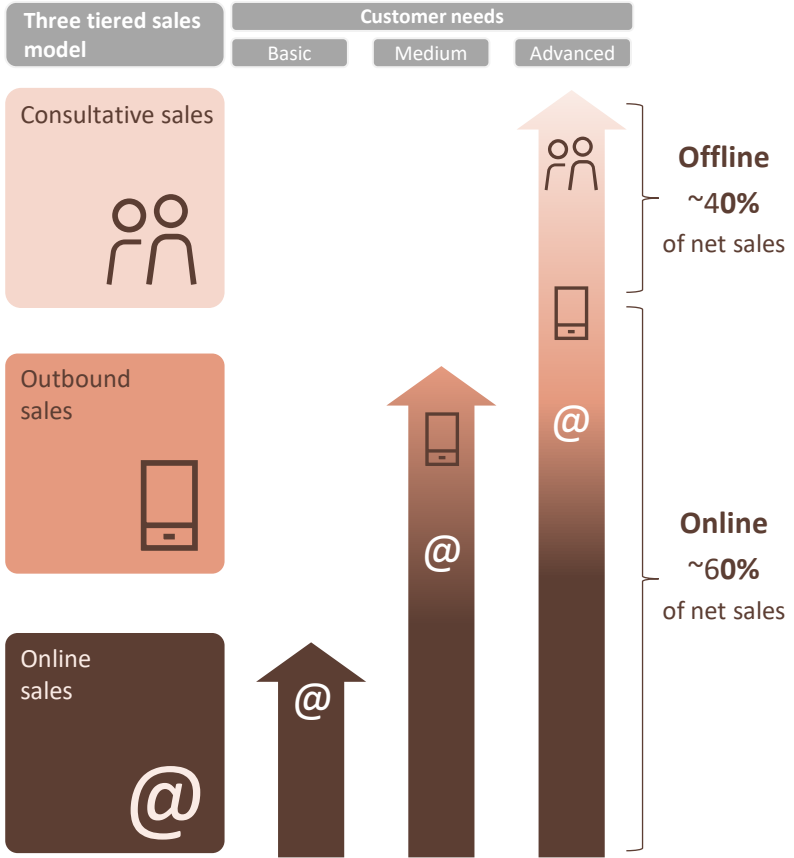 Three tiered sales
model
Customer needs
Basic
Medium
Advanced
Consultative sales
Offline
~40%
of net sales
Outbound
sales
@
@
Online
~60%
of net sales
Online
sales
@
@